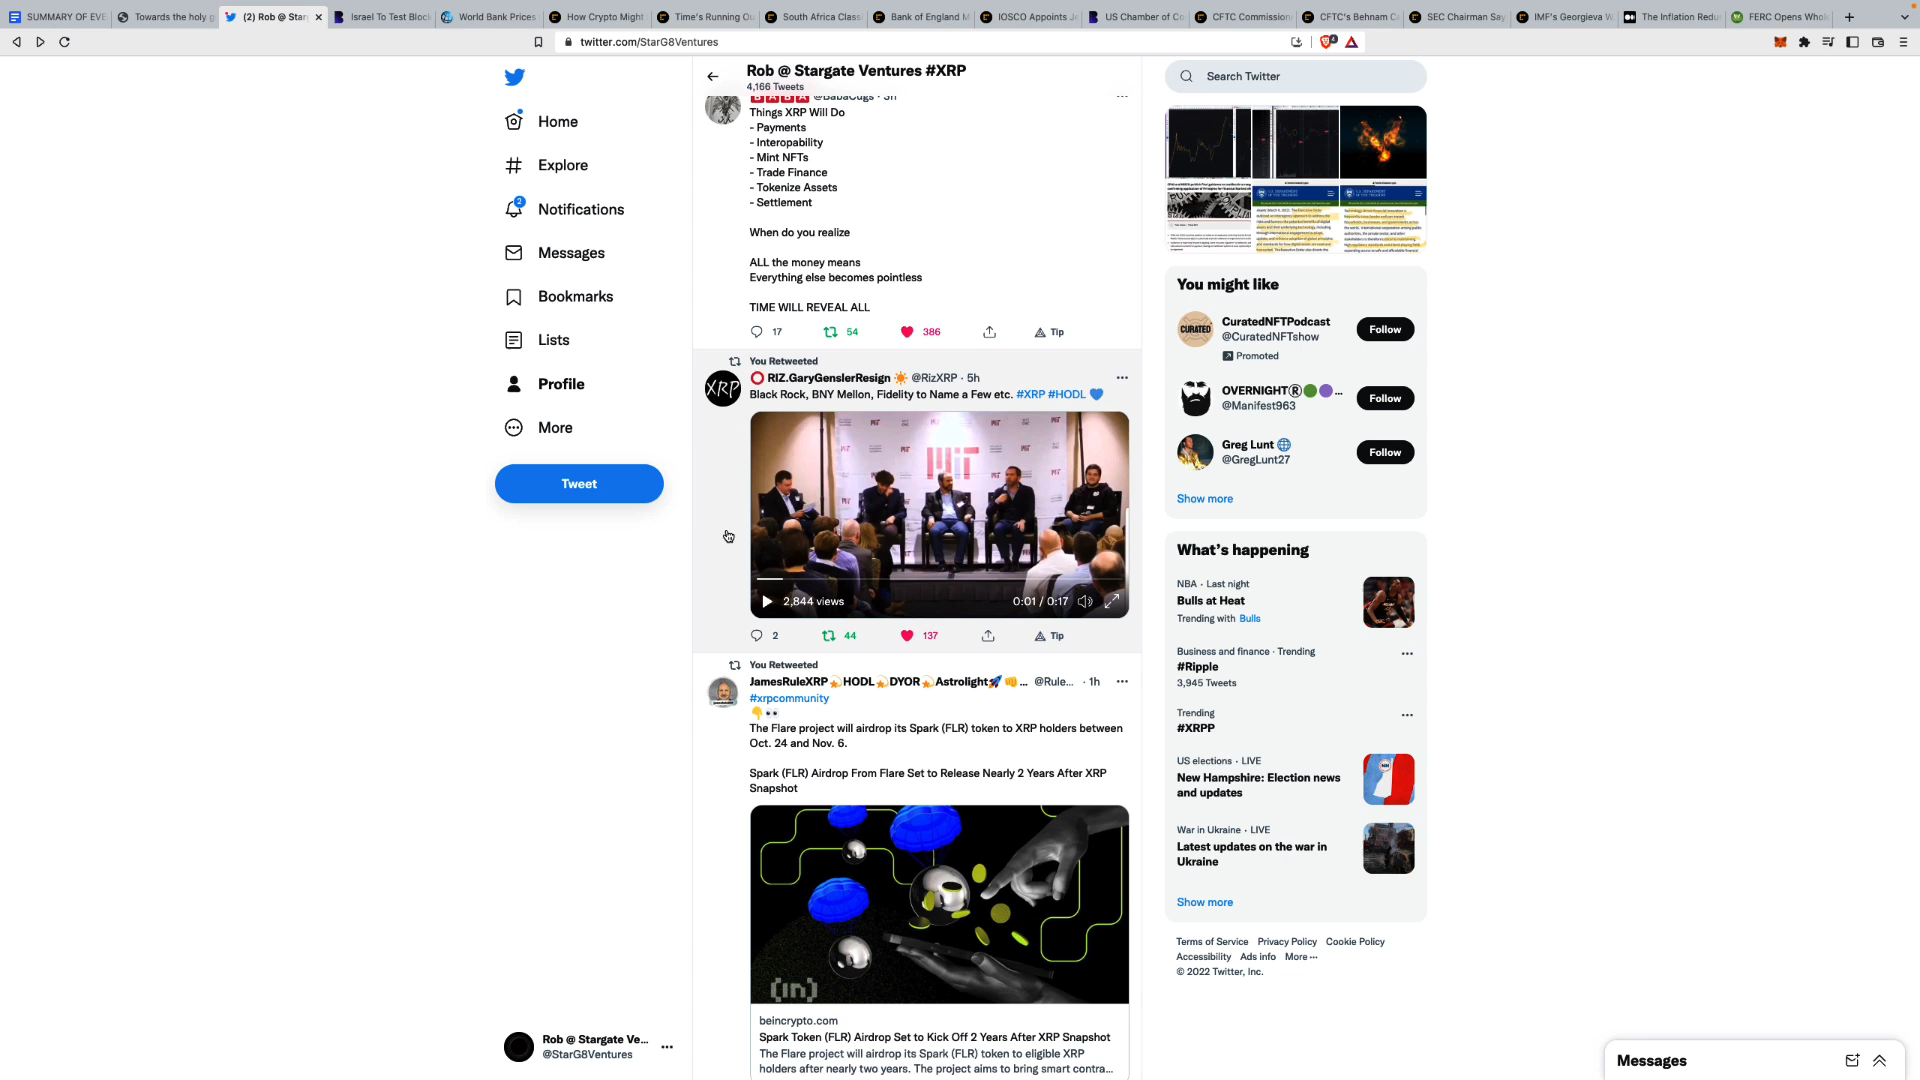 SUMMARY OF EVE
Towards the holy g
(2) Rob @ Star
Israel To Test Block
World Bank Prices
How Crypto Might
Time's Running Ou
South Africa Class
Bank of England M
IOSCO Appoints J
US Chamber of Co
CFTC Commission
CFTC's Behnam C
SEC Chairman Say
IMF's Georgieva W
The Inflation Redu
FERC Opens Whol
twitter.com/StarG8Ventures
Home
Explore
2
Notifications
Messages
Bookmarks
Lists
Profile
More
Tweet
Rob @ Stargate Ve...
@StarG8Ventures
Rob @ Stargate Ventures #XRP
4,166 Tweets
BABA @BabaCugs · 3h
Things XRP Will Do
- Payments
- Interopability
- Mint NFTs
- Trade Finance
- Tokenize Assets
- Settlement
When do you realize
ALL the money means
Everything else becomes pointless
TIME WILL REVEAL ALL
17 54 386 Tip
You Retweeted
XRP
RIZ.GaryGenslerResign @RizXRP · 5h
Black Rock, BNY Mellon, Fidelity to Name a Few etc. #XRP #HODL
MIT
2,844 views
0:01 / 0:17
2 44 137 Tip
You Retweeted
JamesRuleXRP HODL DYOR Astrolight ... @Rule... · 1h
#xrpcommunity
The Flare project will airdrop its Spark (FLR) token to XRP holders between
Oct. 24 and Nov. 6.
Spark (FLR) Airdrop From Flare Set to Release Nearly 2 Years After XRP
Snapshot
(in)
beincrypto.com
Spark Token (FLR) Airdrop Set to Kick Off 2 Years After XRP Snapshot
The Flare project will airdrop its Spark (FLR) token to eligible XRP
holders after nearly two years. The project aims to bring smart contra...
Search Twitter
You might like
CURATED
CuratedNFTPodcast
@CuratedNFTshow
Promoted
Follow
OVERNIGHT® ...
@Manifest963
Follow
Greg Lunt
@GregLunt27
Follow
Show more
What's happening
NBA · Last night
Bulls at Heat
Trending with Bulls
Business and finance · Trending
#Ripple
3,945 Tweets
Trending
#XRPP
US elections · LIVE
New Hampshire: Election news
and updates
War in Ukraine · LIVE
Latest updates on the war in
Ukraine
Show more
Terms of Service Privacy Policy Cookie Policy
Accessibility Ads info More ...
© 2022 Twitter, Inc.
Messages